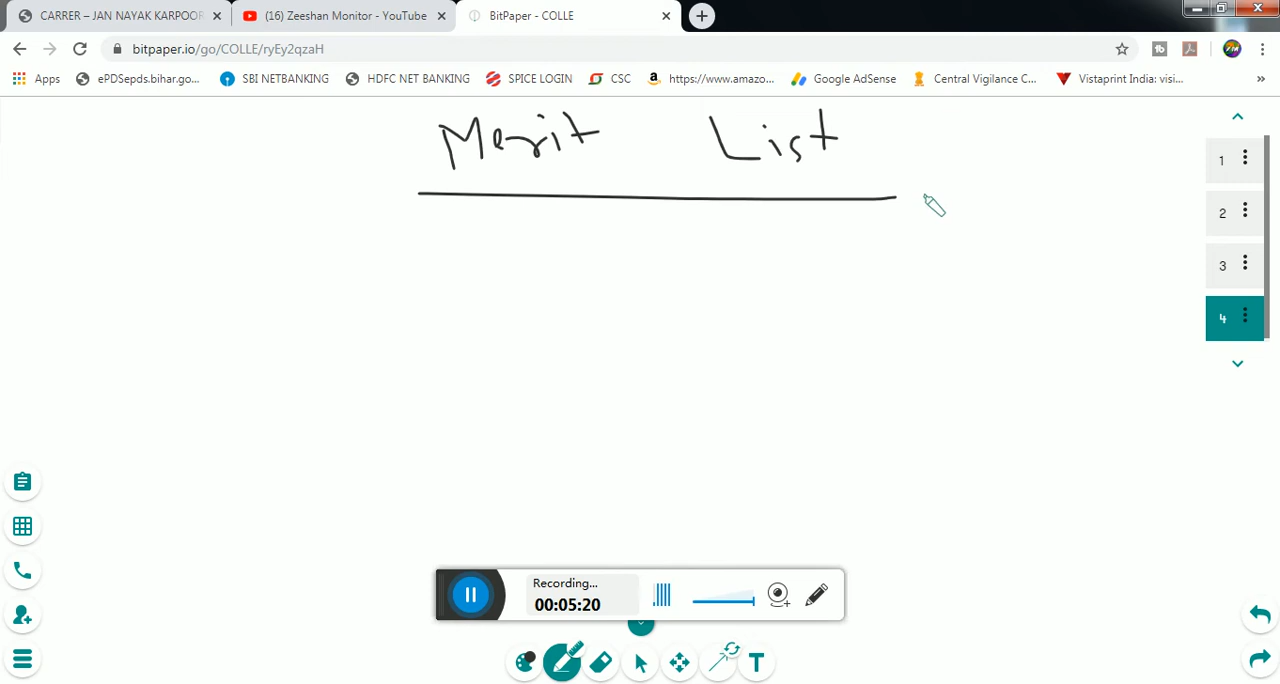 CARRER – JAN NAYAK KARPOOR
(16) Zeeshan Monitor - YouTube
BitPaper - COLLE
bitpaper.io/go/COLLE/ryEy2qzaH
Apps
ePDSepds.bihar.go...
SBI NETBANKING
HDFC NET BANKING
SPICE LOGIN
CSC
https://www.amazo...
Google AdSense
Central Vigilance C...
Vistaprint India: visi...
»
Merit List
1
2
3
4
Recording...
00:05:20
T